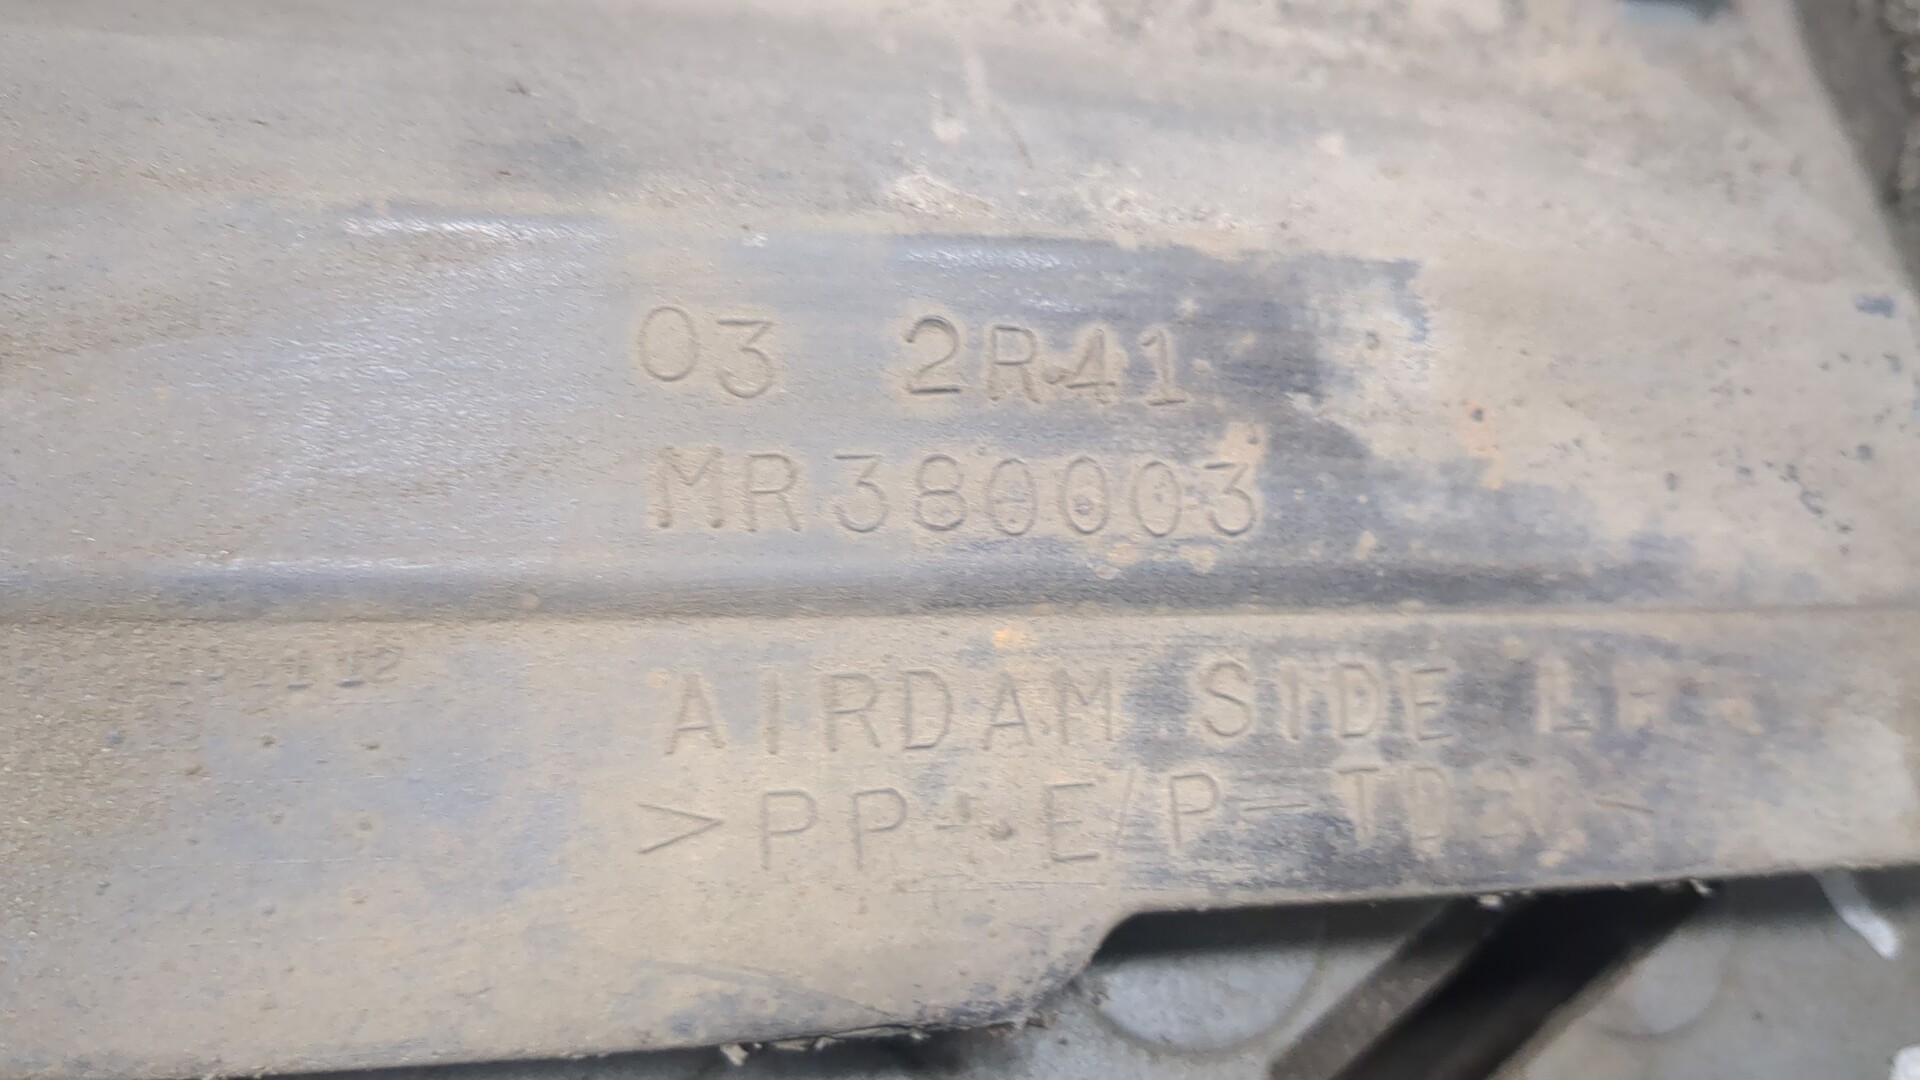 03 2R41
MR380003
AIRDAM SIDE
>PP+E/P-